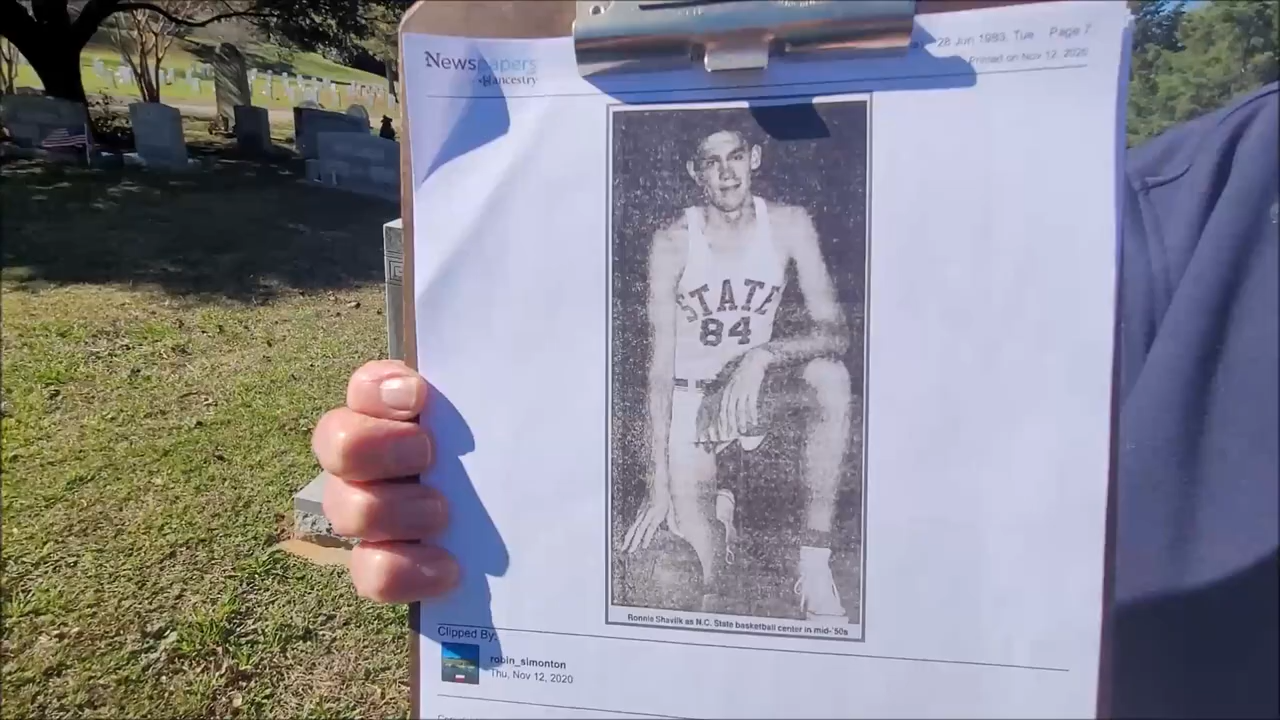 Newspapers
Ancestry
28 Jun 1983, Tue Page 7
Printed on Nov 12, 2020
STATE
84
Ronnie Shavlik as N.C. State basketball center in mid-'50s
Clipped By:
robin_simonton
Thu, Nov 12, 2020